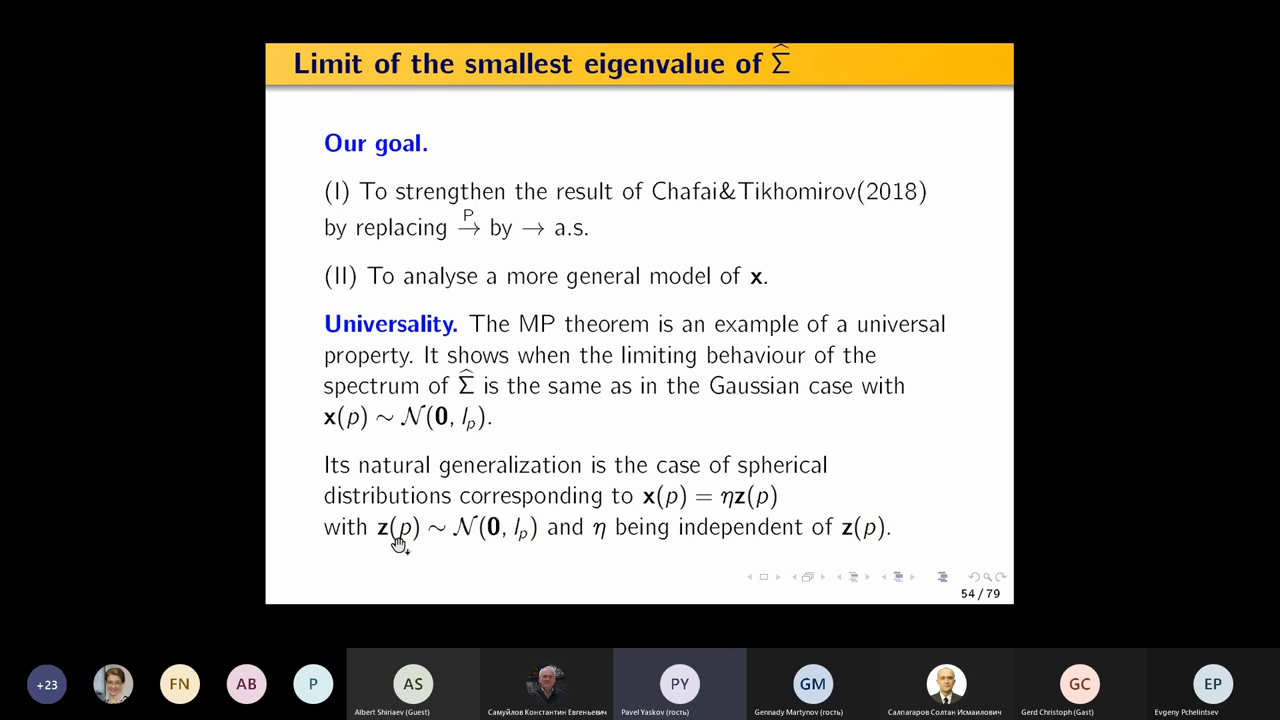 Limit of the smallest eigenvalue of Σ̂
Our goal.
(I) To strengthen the result of Chafai&Tikhomirov(2018)
by replacing →ᴾ by → a.s.
(II) To analyse a more general model of x.
Universality. The MP theorem is an example of a universal
property. It shows when the limiting behaviour of the
spectrum of Σ̂ is the same as in the Gaussian case with
x(p) ∼ 𝒩(0, Iₚ).
Its natural generalization is the case of spherical
distributions corresponding to x(p) = ηz(p)
with z(p) ∼ 𝒩(0, Iₚ) and η being independent of z(p).
54 / 79
+23
FN
AB
P
AS
PY
GM
GC
EP
Albert Shiriaev (Guest)
Самуйлов Константин Евгеньевич
Pavel Yaskov (гость)
Gennady Martynov (гость)
Салпагаров Солтан Исмаилович
Gerd Christoph (Gast)
Evgeny Pchelintsev